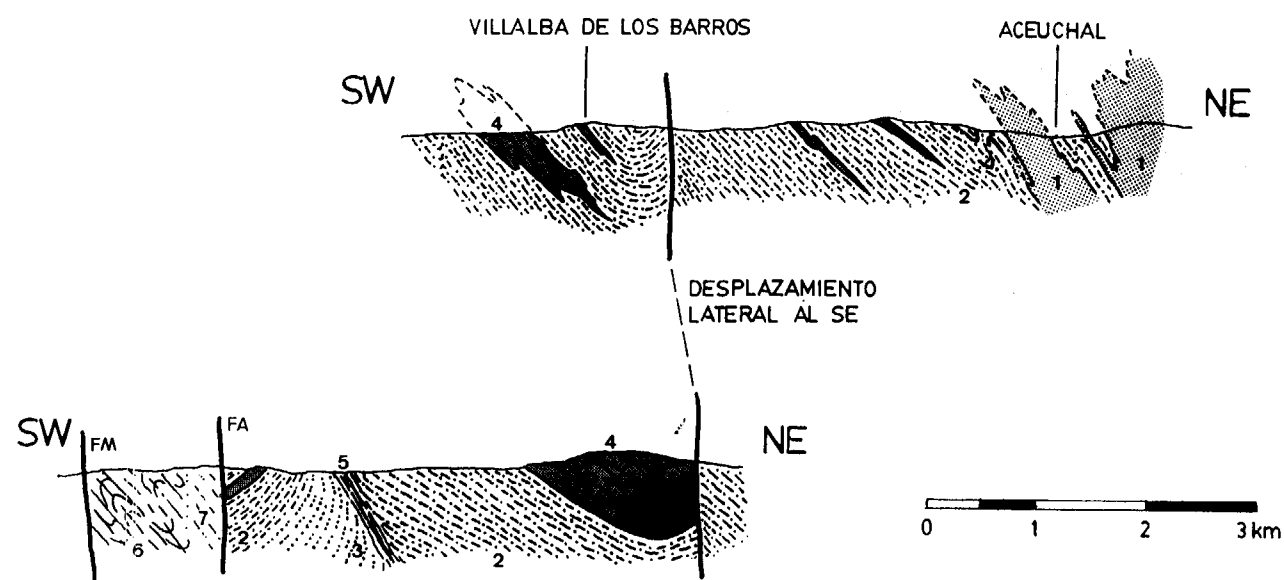 VILLALBA DE LOS BARROS
ACEUCHAL
SW
NE
4
1
1
2
DESPLAZAMIENTO
LATERAL AL SE
SW
FM
FA
NE
4
5
7
6
2
3
2
0 1 2 3 km